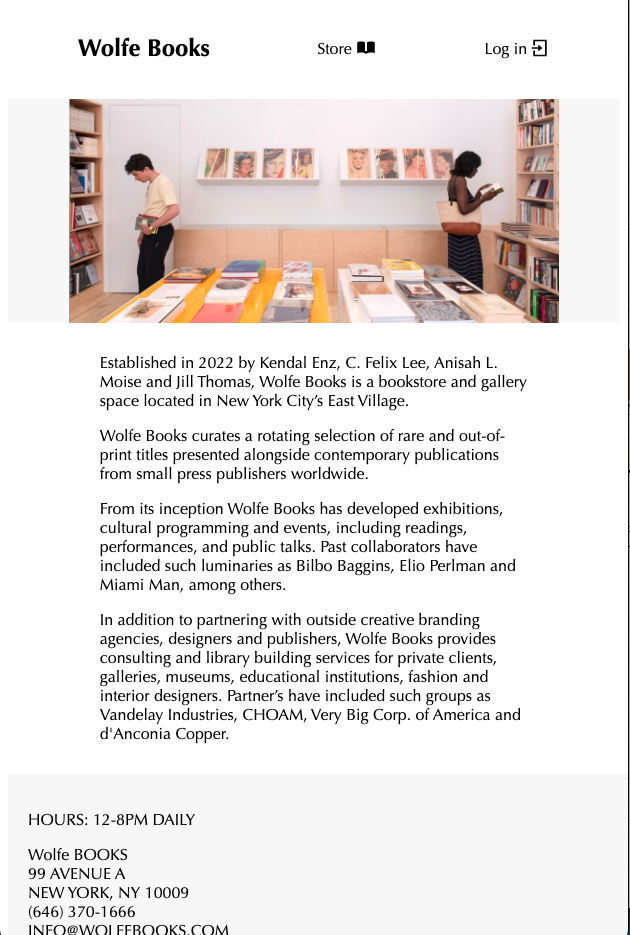 Wolfe Books
Store
Log in
Established in 2022 by Kendal Enz, C. Felix Lee, Anisah L.
Moise and Jill Thomas, Wolfe Books is a bookstore and gallery
space located in New York City’s East Village.
Wolfe Books curates a rotating selection of rare and out-of-
print titles presented alongside contemporary publications
from small press publishers worldwide.
From its inception Wolfe Books has developed exhibitions,
cultural programming and events, including readings,
performances, and public talks. Past collaborators have
included such luminaries as Bilbo Baggins, Elio Perlman and
Miami Man, among others.
In addition to partnering with outside creative branding
agencies, designers and publishers, Wolfe Books provides
consulting and library building services for private clients,
galleries, museums, educational institutions, fashion and
interior designers. Partner’s have included such groups as
Vandelay Industries, CHOAM, Very Big Corp. of America and
d'Anconia Copper.
HOURS: 12-8PM DAILY
Wolfe BOOKS
99 AVENUE A
NEW YORK, NY 10009
(646) 370-1666
INFO@WOLFEBOOKS.COM